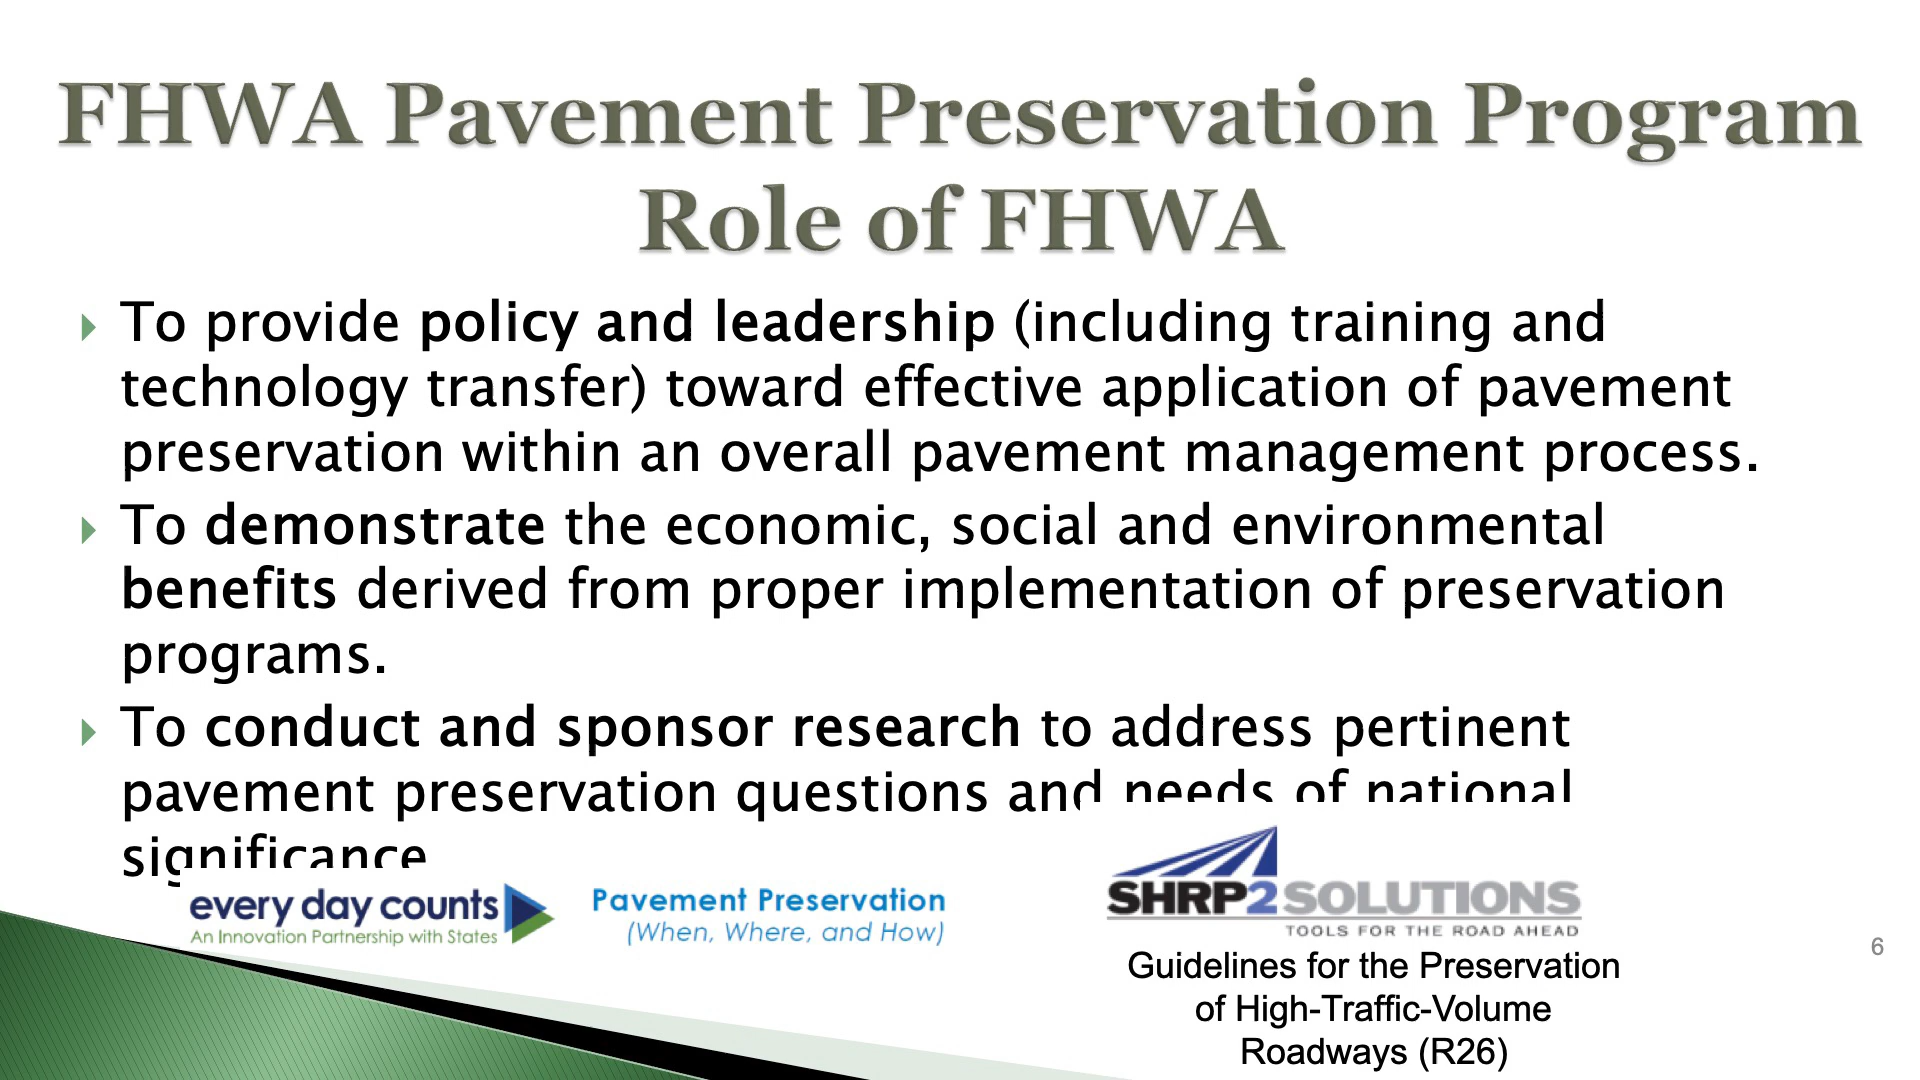 FHWA Pavement Preservation Program
Role of FHWA
To provide policy and leadership (including training and
technology transfer) toward effective application of pavement
preservation within an overall pavement management process.
To demonstrate the economic, social and environmental
benefits derived from proper implementation of preservation
programs.
To conduct and sponsor research to address pertinent
pavement preservation questions and needs of national
significance
every day counts
An Innovation Partnership with States
Pavement Preservation
(When, Where, and How)
SHRP2SOLUTIONS
TOOLS FOR THE ROAD AHEAD
Guidelines for the Preservation
of High-Traffic-Volume
Roadways (R26)
6